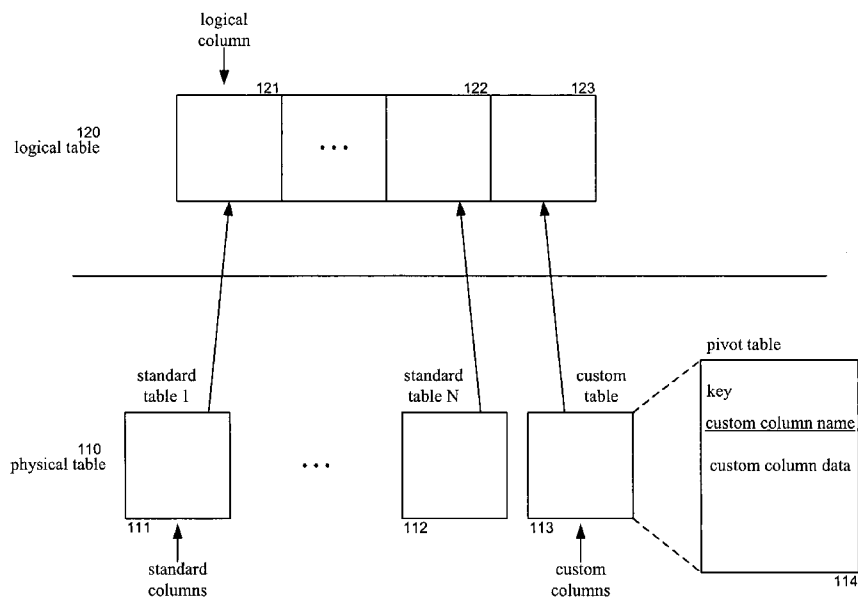 logical
column
121
122
123
120
logical table
...
pivot table
standard
table 1
standard
table N
custom
table
key
custom column name
custom column data
110
physical table
...
111
112
113
114
standard
columns
custom
columns